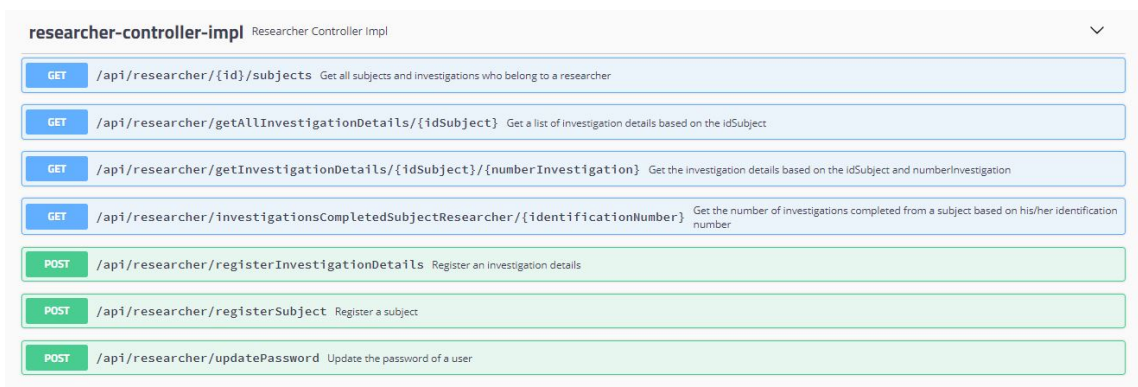 researcher-controller-impl Researcher Controller Impl
GET /api/researcher/{id}/subjects Get all subjects and investigations who belong to a researcher
GET /api/researcher/getAllInvestigationDetails/{idSubject} Get a list of investigation details based on the idSubject
GET /api/researcher/getInvestigationDetails/{idSubject}/{numberInvestigation} Get the investigation details based on the idSubject and numberInvestigation
GET /api/researcher/investigationsCompletedSubjectResearcher/{identificationNumber} Get the number of investigations completed from a subject based on his/her identification
number
POST /api/researcher/registerInvestigationDetails Register an investigation details
POST /api/researcher/registerSubject Register a subject
POST /api/researcher/updatePassword Update the password of a user